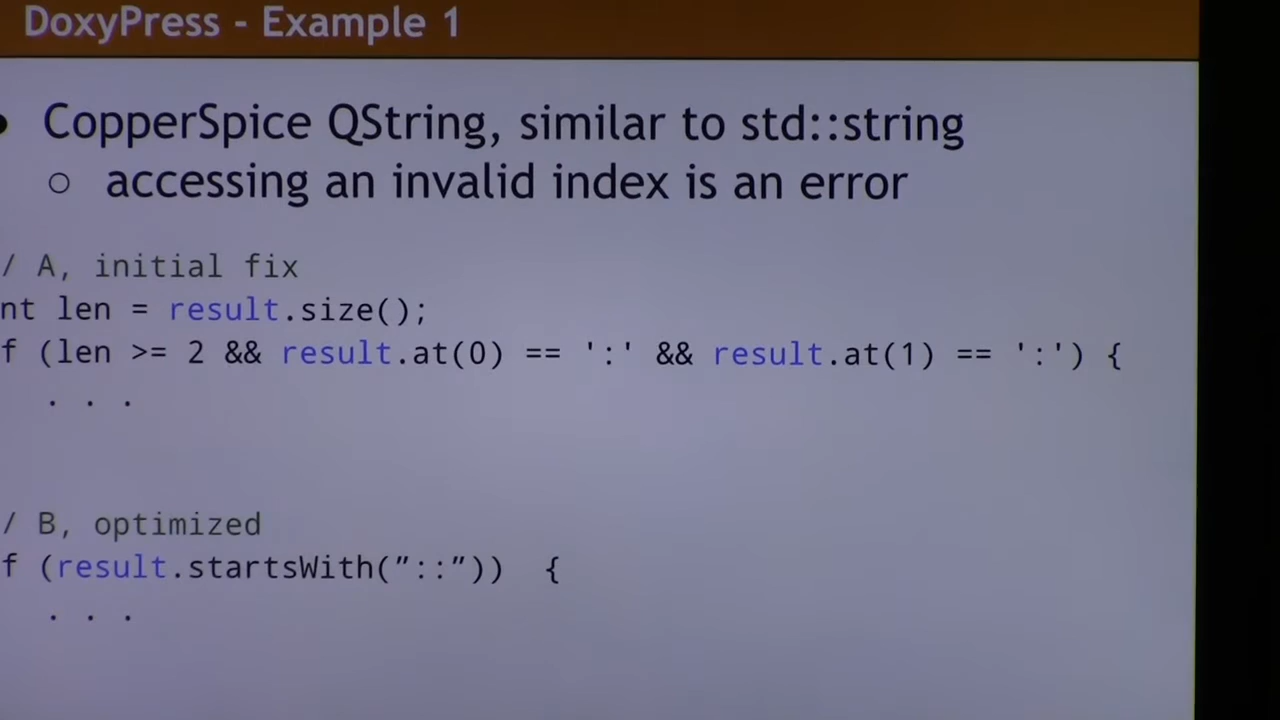 DoxyPress - Example 1
• CopperSpice QString, similar to std::string
○ accessing an invalid index is an error
/ A, initial fix
nt len = result.size();
f (len >= 2 && result.at(0) == ':' && result.at(1) == ':') {
. . .
/ B, optimized
f (result.startsWith("::")) {
. . .